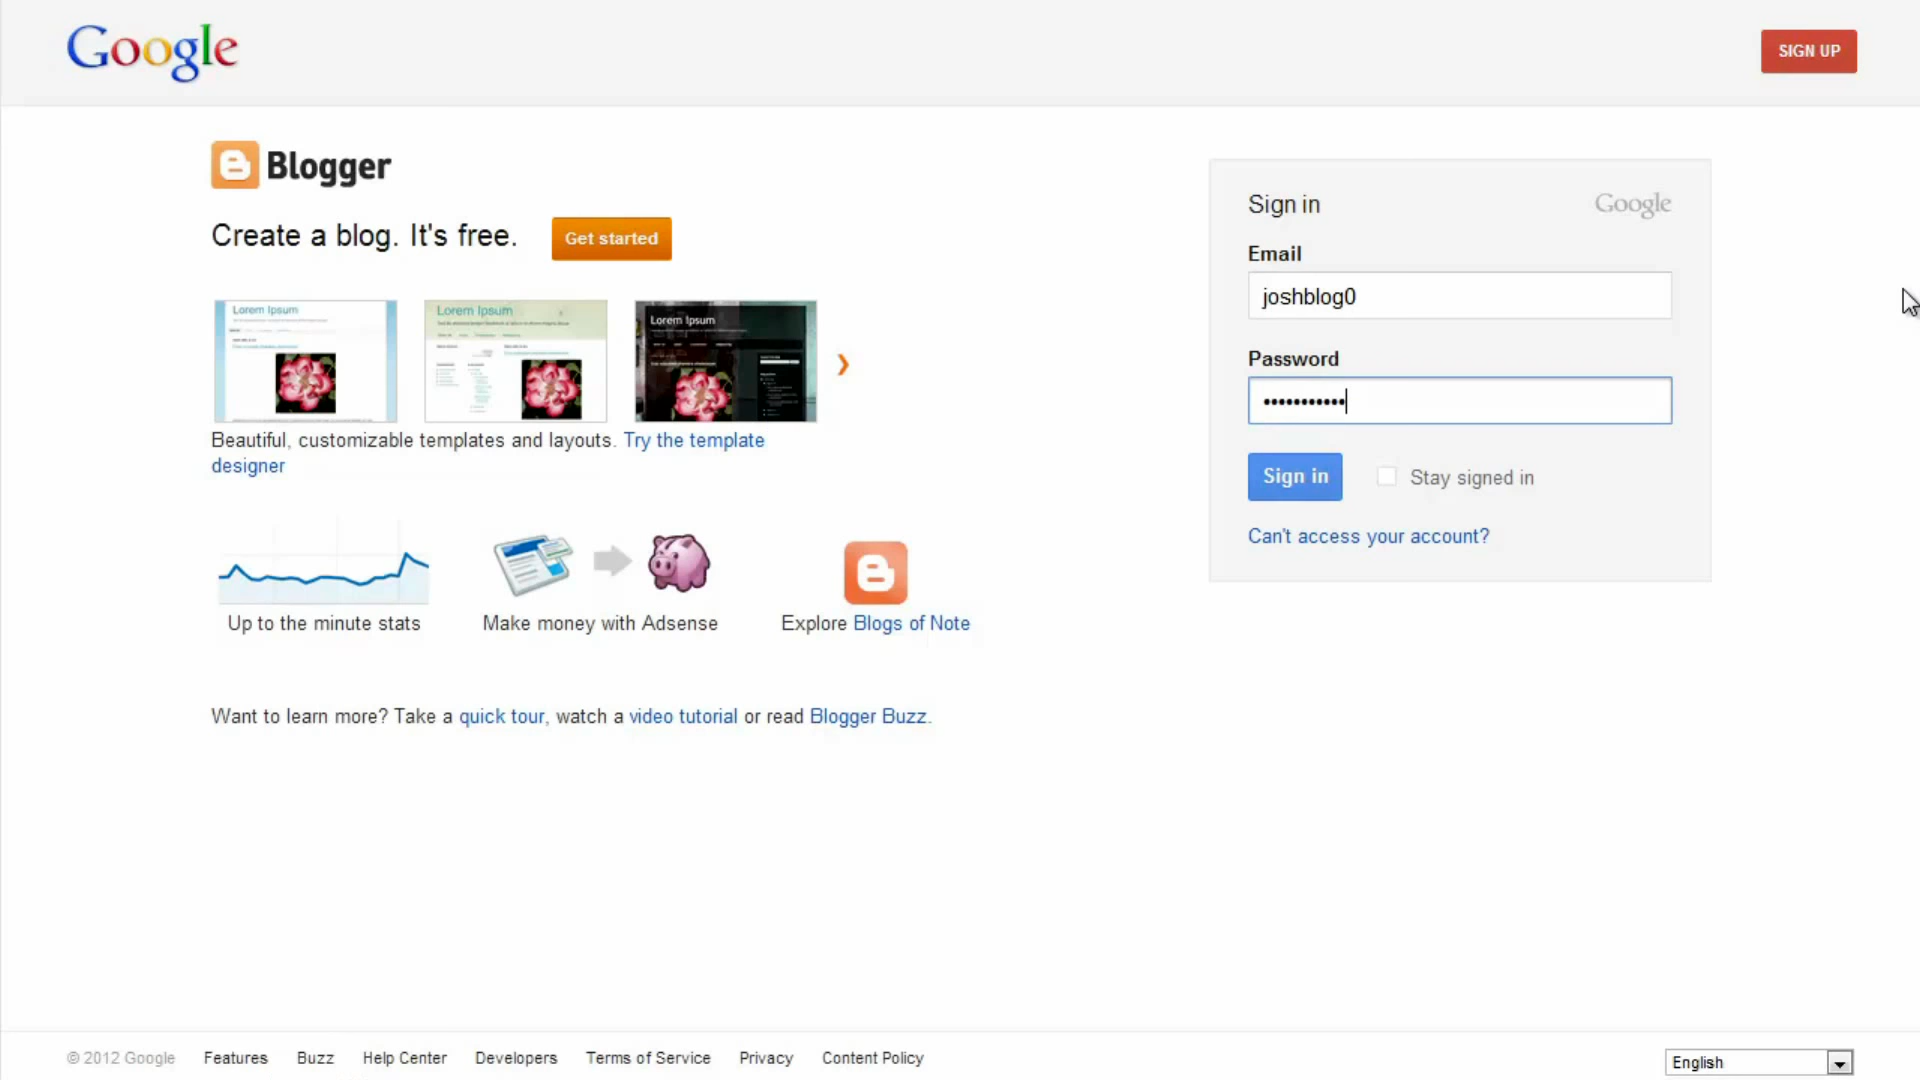 Google
SIGN UP
Blogger
Create a blog. It's free.
Get started
Lorem Ipsum
Lorem Ipsum
Lorem Ipsum
Beautiful, customizable templates and layouts. Try the template
designer
Up to the minute stats
Make money with Adsense
Explore Blogs of Note
Want to learn more? Take a quick tour, watch a video tutorial or read Blogger Buzz.
Sign in
Google
Email
joshblog0
Password
•••••••••••
Sign in
Stay signed in
Can't access your account?
© 2012 Google
Features
Buzz
Help Center
Developers
Terms of Service
Privacy
Content Policy
English